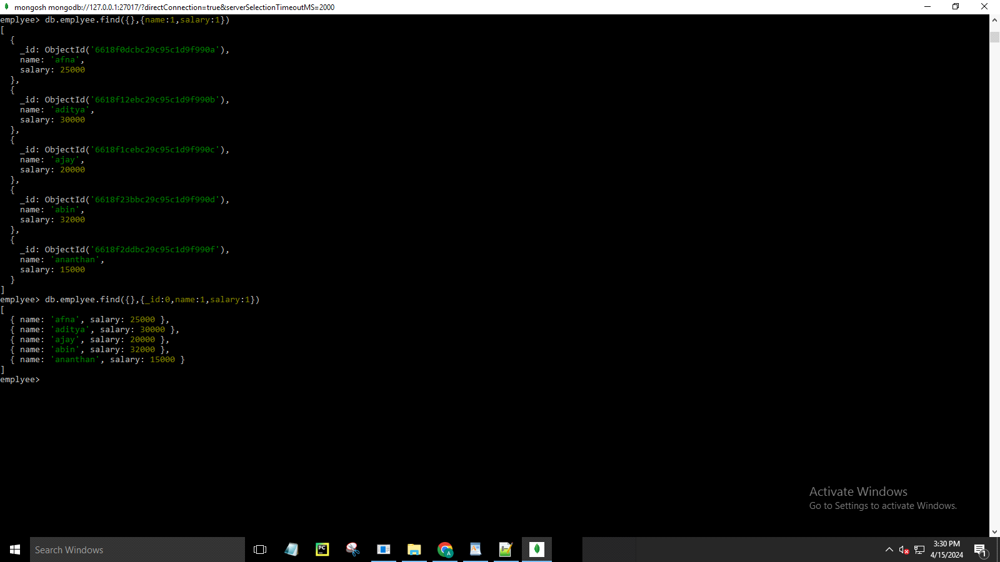 mongosh mongodb://127.0.0.1:27017/?directConnection=true&serverSelectionTimeoutMS=2000
emplyee> db.emplyee.find({},{name:1,salary:1})
[
  {
    _id: ObjectId('6618f0dcbc29c95c1d9f990a'),
    name: 'afna',
    salary: 25000
  },
  {
    _id: ObjectId('6618f12ebc29c95c1d9f990b'),
    name: 'aditya',
    salary: 30000
  },
  {
    _id: ObjectId('6618f1cebc29c95c1d9f990c'),
    name: 'ajay',
    salary: 20000
  },
  {
    _id: ObjectId('6618f23bbc29c95c1d9f990d'),
    name: 'abin',
    salary: 32000
  },
  {
    _id: ObjectId('6618f2ddbc29c95c1d9f990f'),
    name: 'ananthan',
    salary: 15000
  }
]
emplyee> db.emplyee.find({},{_id:0,name:1,salary:1})
[
  { name: 'afna', salary: 25000 },
  { name: 'aditya', salary: 30000 },
  { name: 'ajay', salary: 20000 },
  { name: 'abin', salary: 32000 },
  { name: 'ananthan', salary: 15000 }
]
emplyee>
Activate Windows
Go to Settings to activate Windows.
Search Windows
PC
A
3:30 PM
4/15/2024
1